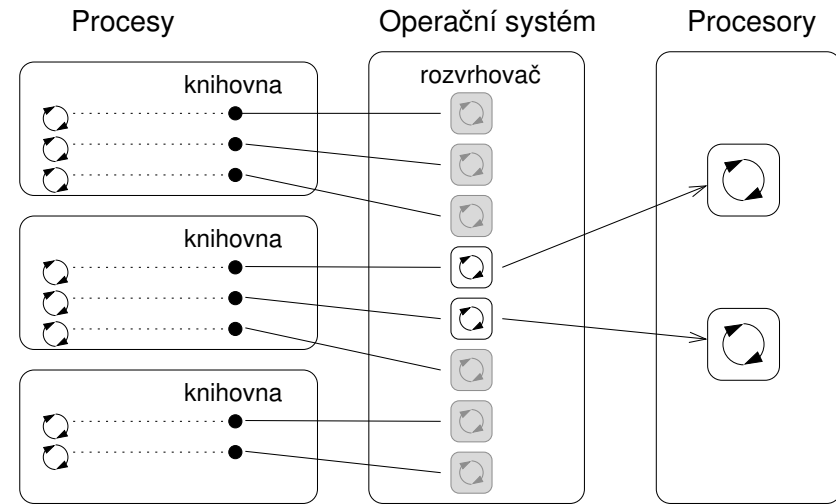 Procesy
Operační systém
Procesory
knihovna
rozvrhovač
knihovna
knihovna